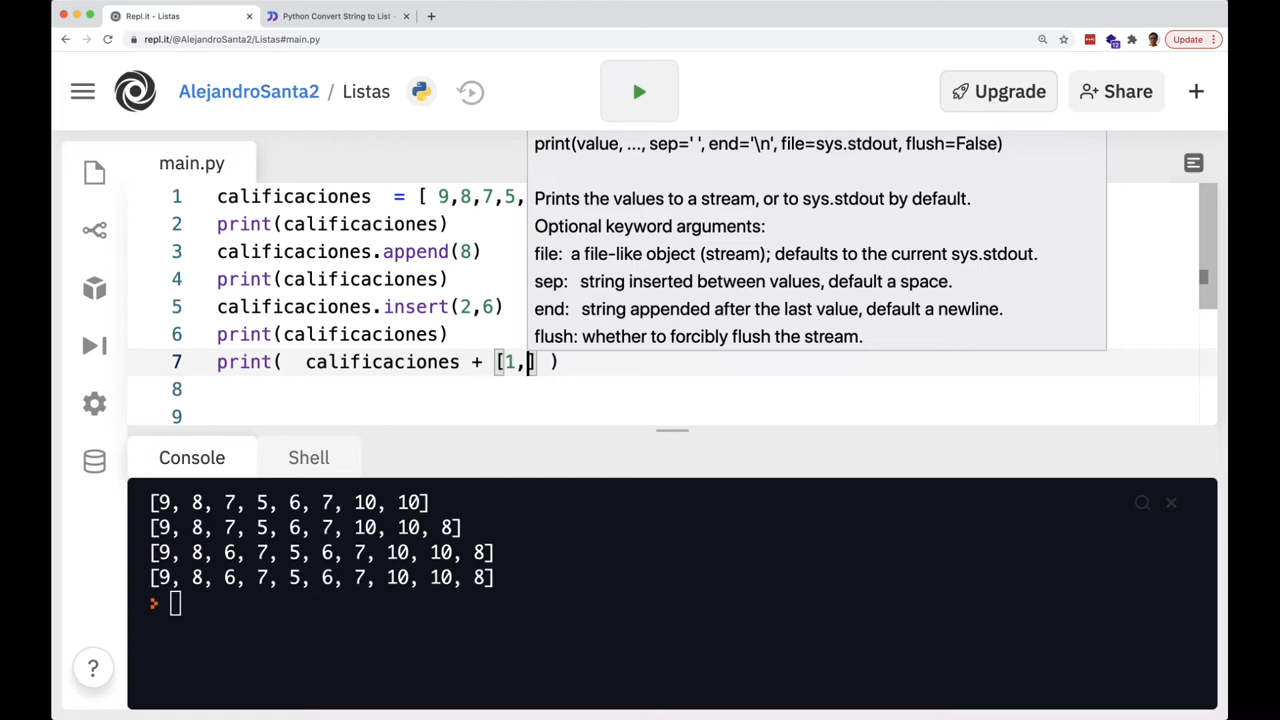 Repl.it - Listas
Python Convert String to List -
repl.it/@AlejandroSanta2/Listas#main.py
12
Update
AlejandroSanta2 / Listas
Upgrade
Share
main.py
print(value, ..., sep=' ', end='\n', file=sys.stdout, flush=False)
Prints the values to a stream, or to sys.stdout by default.
Optional keyword arguments:
file: a file-like object (stream); defaults to the current sys.stdout.
sep: string inserted between values, default a space.
end: string appended after the last value, default a newline.
flush: whether to forcibly flush the stream.
1 calificaciones = [ 9,8,7,5,
2 print(calificaciones)
3 calificaciones.append(8)
4 print(calificaciones)
5 calificaciones.insert(2,6)
6 print(calificaciones)
7 print( calificaciones + [1,] )
8
9
Console
Shell
[9, 8, 7, 5, 6, 7, 10, 10]
[9, 8, 7, 5, 6, 7, 10, 10, 8]
[9, 8, 6, 7, 5, 6, 7, 10, 10, 8]
[9, 8, 6, 7, 5, 6, 7, 10, 10, 8]
>
?